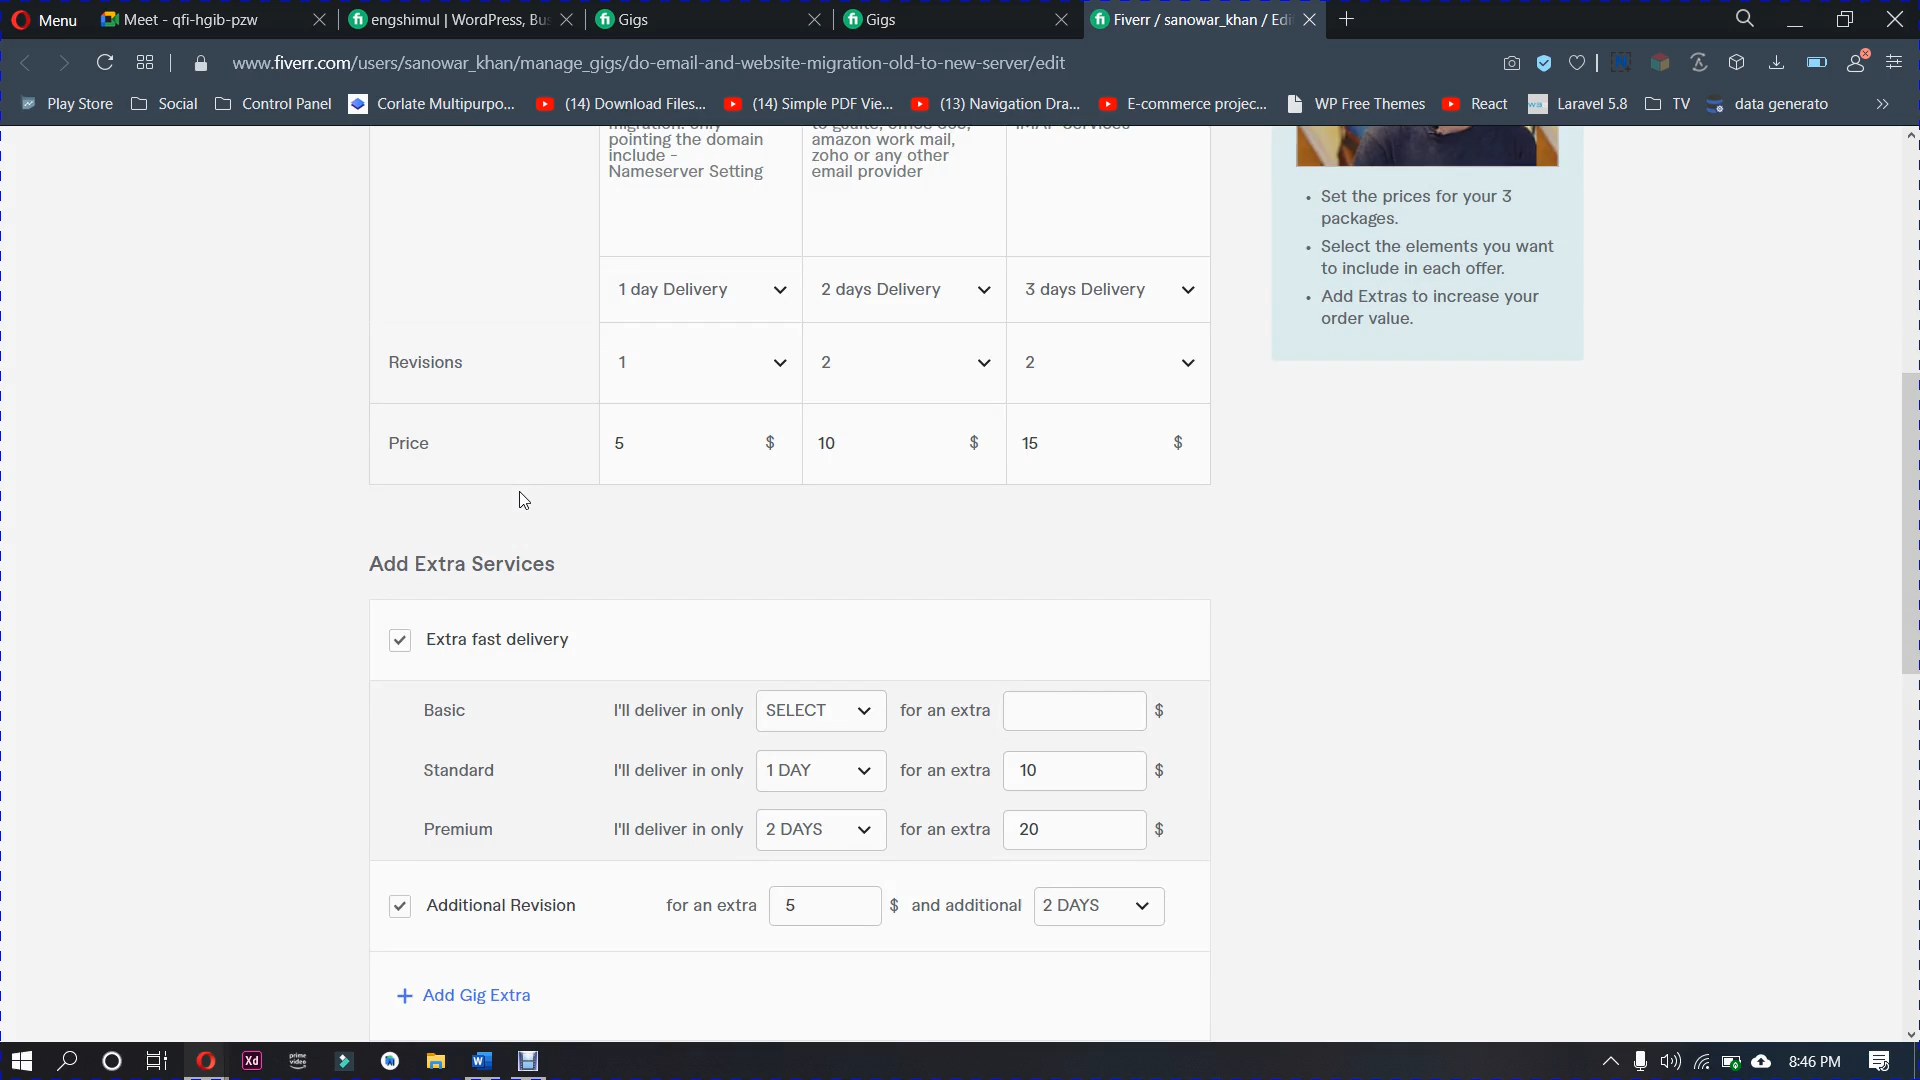 Menu
Meet - qfi-hgib-pzw
engshimul | WordPress, Bu
Gigs
Gigs
Fiverr / sanowar_khan / Edi
www.fiverr.com/users/sanowar_khan/manage_gigs/do-email-and-website-migration-old-to-new-server/edit
Play Store
Social
Control Panel
Corlate Multipurpo...
(14) Download Files...
(14) Simple PDF Vie...
(13) Navigation Dra...
E-commerce projec...
WP Free Themes
React
Laravel 5.8
TV
data generato
migration. only
pointing the domain
include -
Nameserver Setting
to gsuite, office 365,
amazon work mail,
zoho or any other
email provider
IMAP Services
1 day Delivery
2 days Delivery
3 days Delivery
Revisions
1
2
2
Price
5 $
10 $
15 $
• Set the prices for your 3
packages.
• Select the elements you want
to include in each offer.
• Add Extras to increase your
order value.
Add Extra Services
Extra fast delivery
Basic I'll deliver in only SELECT for an extra $
Standard I'll deliver in only 1 DAY for an extra 10 $
Premium I'll deliver in only 2 DAYS for an extra 20 $
Additional Revision for an extra 5 $ and additional 2 DAYS
+ Add Gig Extra
Xd
prime video
8:46 PM